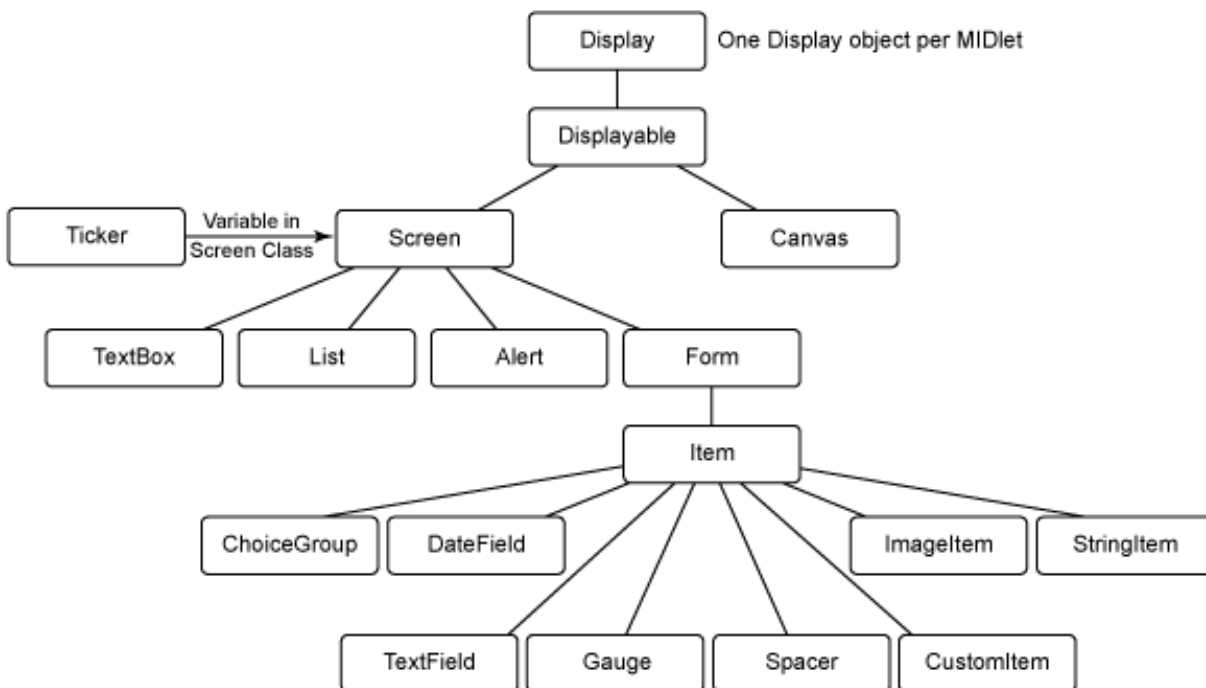 Display
One Display object per MIDlet
Displayable
Ticker
Variable in
Screen Class
Screen
Canvas
TextBox
List
Alert
Form
Item
ChoiceGroup
DateField
ImageItem
StringItem
TextField
Gauge
Spacer
CustomItem